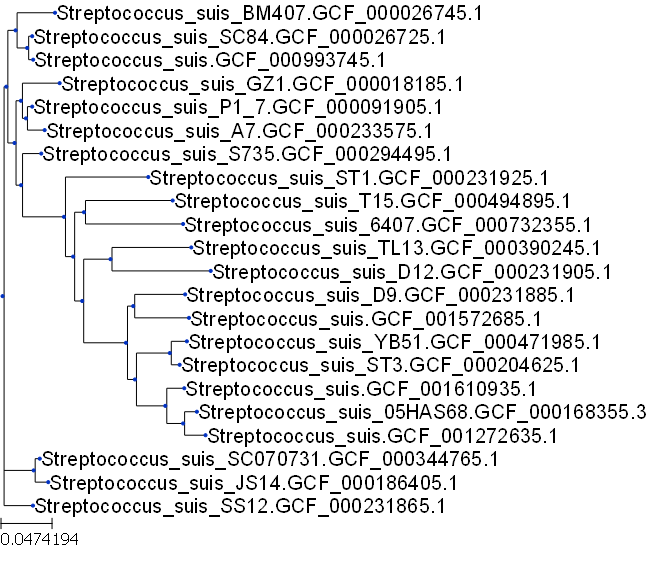 Streptococcus_suis_BM407.GCF_000026745.1
Streptococcus_suis_SC84.GCF_000026725.1
Streptococcus_suis.GCF_000993745.1
Streptococcus_suis_GZ1.GCF_000018185.1
Streptococcus_suis_P1_7.GCF_000091905.1
Streptococcus_suis_A7.GCF_000233575.1
Streptococcus_suis_S735.GCF_000294495.1
Streptococcus_suis_ST1.GCF_000231925.1
Streptococcus_suis_T15.GCF_000494895.1
Streptococcus_suis_6407.GCF_000732355.1
Streptococcus_suis_TL13.GCF_000390245.1
Streptococcus_suis_D12.GCF_000231905.1
Streptococcus_suis_D9.GCF_000231885.1
Streptococcus_suis.GCF_001572685.1
Streptococcus_suis_YB51.GCF_000471985.1
Streptococcus_suis_ST3.GCF_000204625.1
Streptococcus_suis.GCF_001610935.1
Streptococcus_suis_05HAS68.GCF_000168355.3
Streptococcus_suis.GCF_001272635.1
Streptococcus_suis_SC070731.GCF_000344765.1
Streptococcus_suis_JS14.GCF_000186405.1
Streptococcus_suis_SS12.GCF_000231865.1
0.0474194